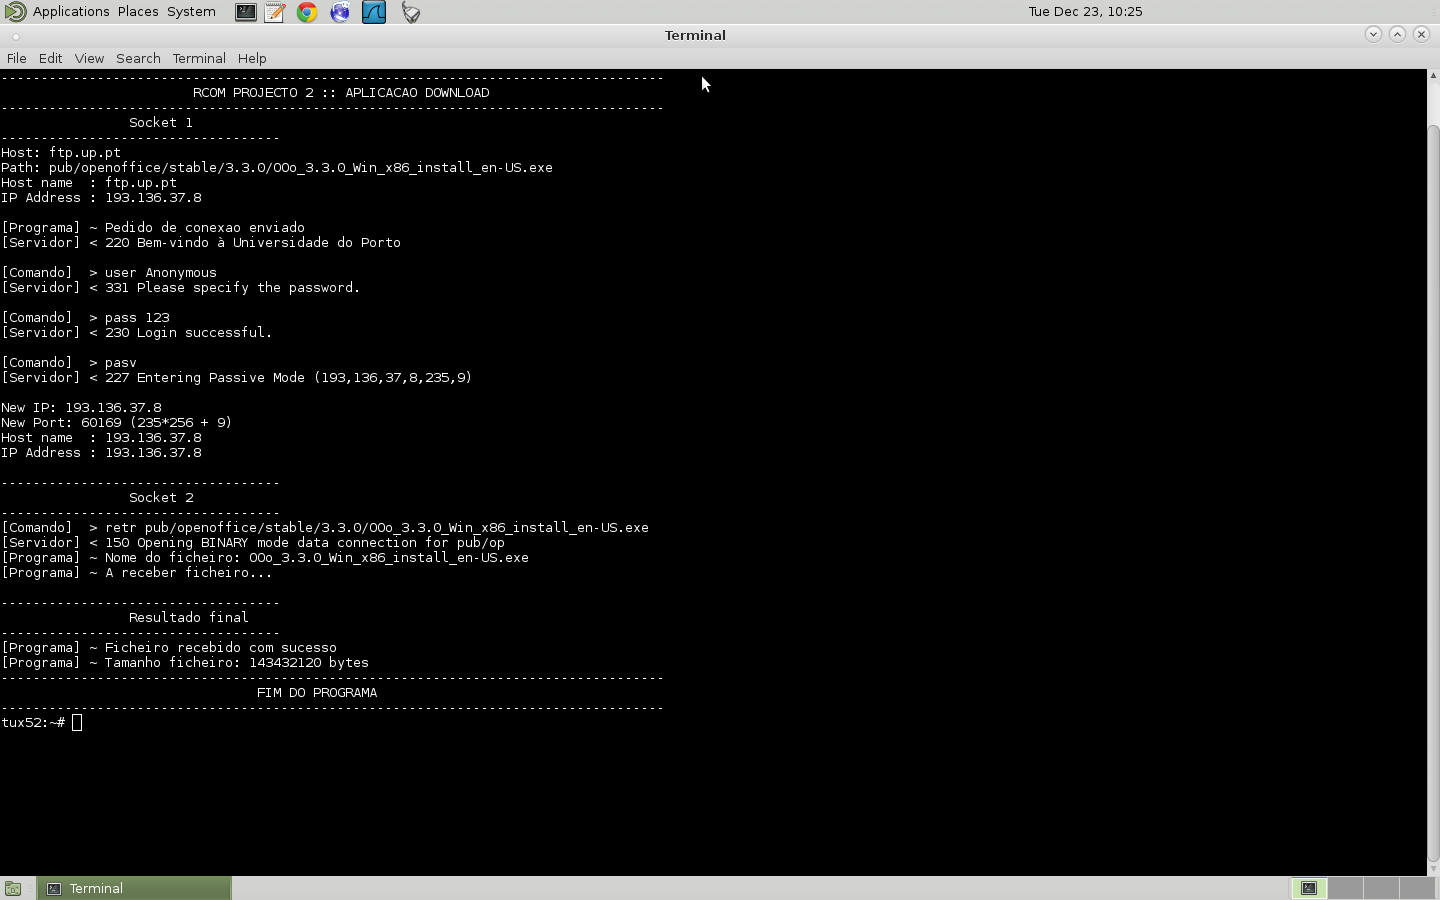 Applications Places System
Tue Dec 23, 10:25
Terminal
File Edit View Search Terminal Help
-----------------------------------------------------------------------------------
RCOM PROJECTO 2 :: APLICACAO DOWNLOAD
-----------------------------------------------------------------------------------
Socket 1
-----------------------------------
Host: ftp.up.pt
Path: pub/openoffice/stable/3.3.0/OOo_3.3.0_Win_x86_install_en-US.exe
Host name  : ftp.up.pt
IP Address : 193.136.37.8
[Programa] ~ Pedido de conexao enviado
[Servidor] < 220 Bem-vindo à Universidade do Porto
[Comando]  > user Anonymous
[Servidor] < 331 Please specify the password.
[Comando]  > pass 123
[Servidor] < 230 Login successful.
[Comando]  > pasv
[Servidor] < 227 Entering Passive Mode (193,136,37,8,235,9)
New IP: 193.136.37.8
New Port: 60169 (235*256 + 9)
Host name  : 193.136.37.8
IP Address : 193.136.37.8
-----------------------------------
Socket 2
-----------------------------------
[Comando]  > retr pub/openoffice/stable/3.3.0/OOo_3.3.0_Win_x86_install_en-US.exe
[Servidor] < 150 Opening BINARY mode data connection for pub/op
[Programa] ~ Nome do ficheiro: OOo_3.3.0_Win_x86_install_en-US.exe
[Programa] ~ A receber ficheiro...
-----------------------------------
Resultado final
-----------------------------------
[Programa] ~ Ficheiro recebido com sucesso
[Programa] ~ Tamanho ficheiro: 143432120 bytes
-----------------------------------------------------------------------------------
FIM DO PROGRAMA
-----------------------------------------------------------------------------------
tux52:~#
Terminal